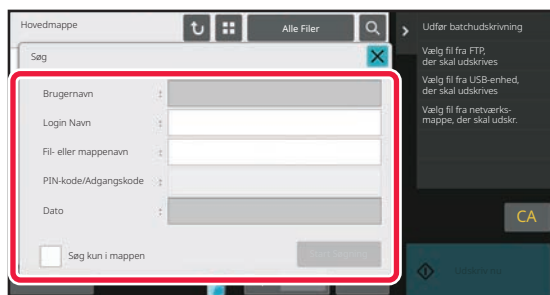 Hovedmappe
Alle Filer
Søg
Brugernavn :
Login Navn :
Fil- eller mappenavn :
PIN-kode/Adgangskode :
Dato :
Søg kun i mappen
Start Søgning
Udfør batchudskrivning
Vælg fil fra FTP,
der skal udskrives
Vælg fil fra USB-enhed,
der skal udskrives
Vælg fil fra netværks-
mappe, der skal udskr.
CA